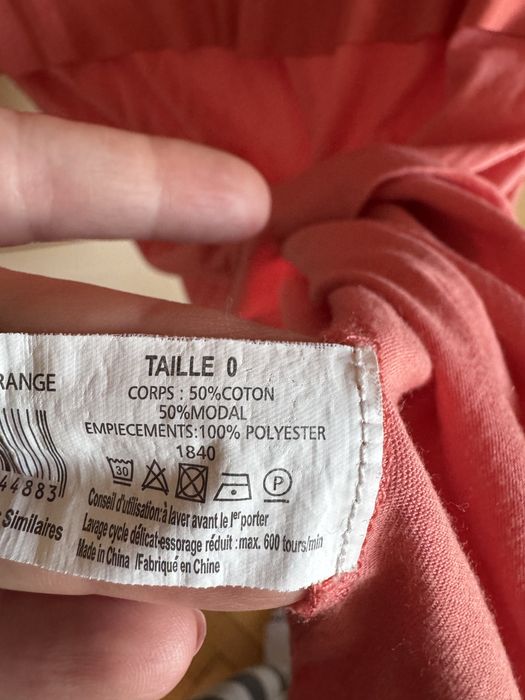 RANGE
44883
s Similaires
TAILLE 0
CORPS : 50%COTON
50%MODAL
EMPIECEMENTS:100% POLYESTER
1840
30 P
Conseil d'utilisation: à laver avant le 1er porter
Lavage cycle délicat-essorage réduit : max. 600 tours/min
Made in China /Fabriqué en Chine